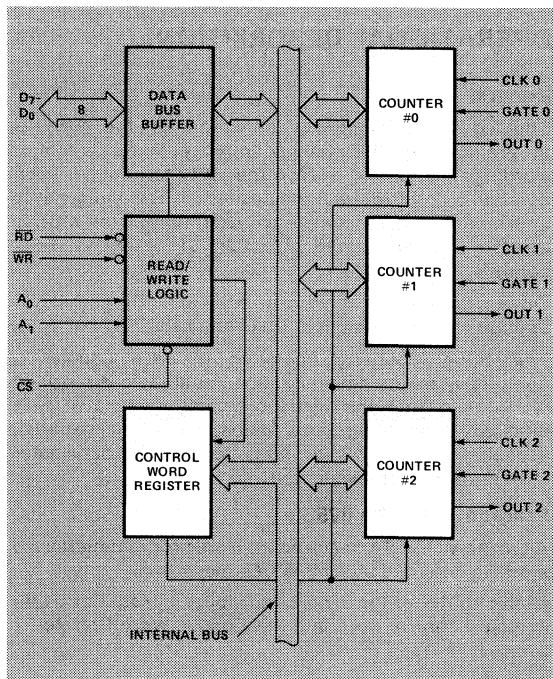 DATA
BUS
BUFFER
D7-
D0
8
COUNTER
#0
CLK 0
GATE 0
OUT 0
RD
WR
A0
A1
CS
READ/
WRITE
LOGIC
COUNTER
#1
CLK 1
GATE 1
OUT 1
CONTROL
WORD
REGISTER
COUNTER
#2
CLK 2
GATE 2
OUT 2
INTERNAL BUS